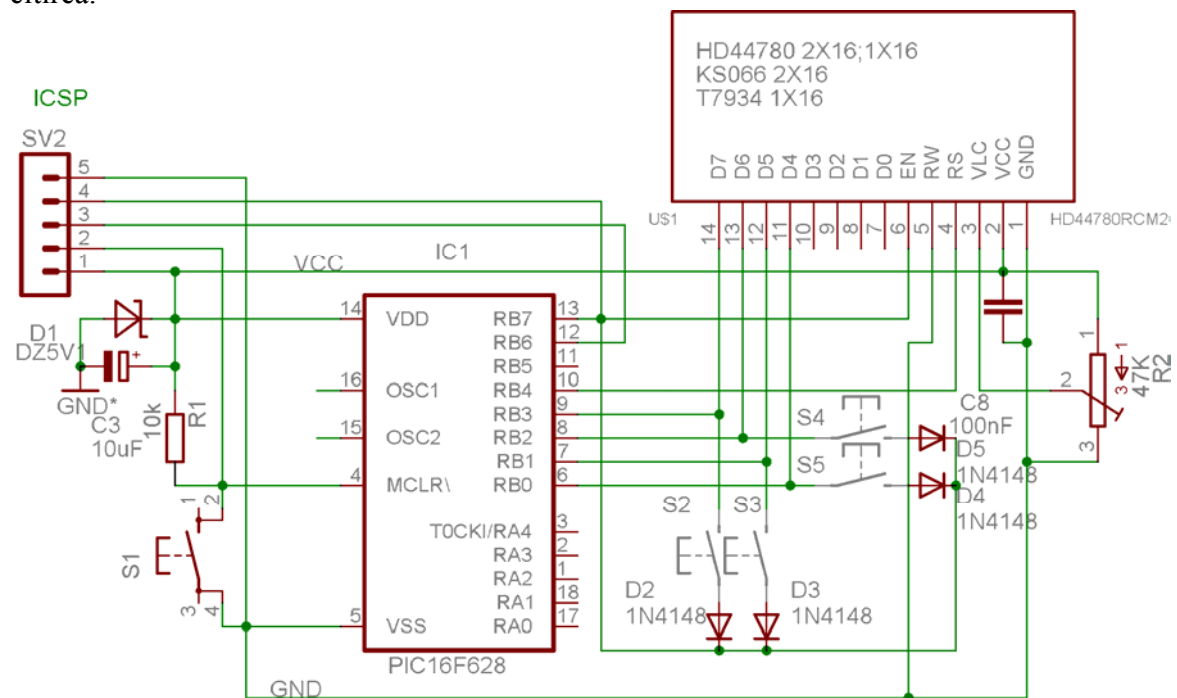 citirea.
HD44780 2X16;1X16
KS066 2X16
T7934 1X16
D7 D6 D5 D4 D3 D2 D1 D0 EN RW RS VLC VCC GND
U$1
14 13 12 11 10 9 8 7 6 5 4 3 2 1
HD44780RCM2
ICSP
SV2
5
4
3
2
1
VCC
IC1
D1
DZ5V1
+
GND*
C3
10uF
10k
R1
14 VDD
16 OSC1
15 OSC2
4 MCLR\
5 VSS
RB7 13
RB6 12
RB5 11
RB4 10
RB3 9
RB2 8
RB1 7
RB0 6
T0CKI/RA4 3
RA3 2
RA2 1
RA1 18
RA0 17
PIC16F628
S1
1 2
3 4
GND
S4
S5
S2 S3
D2
1N4148
D3
1N4148
C8
100nF
D5
1N4148
D4
1N4148
1
2
3
3 1
47K
R2